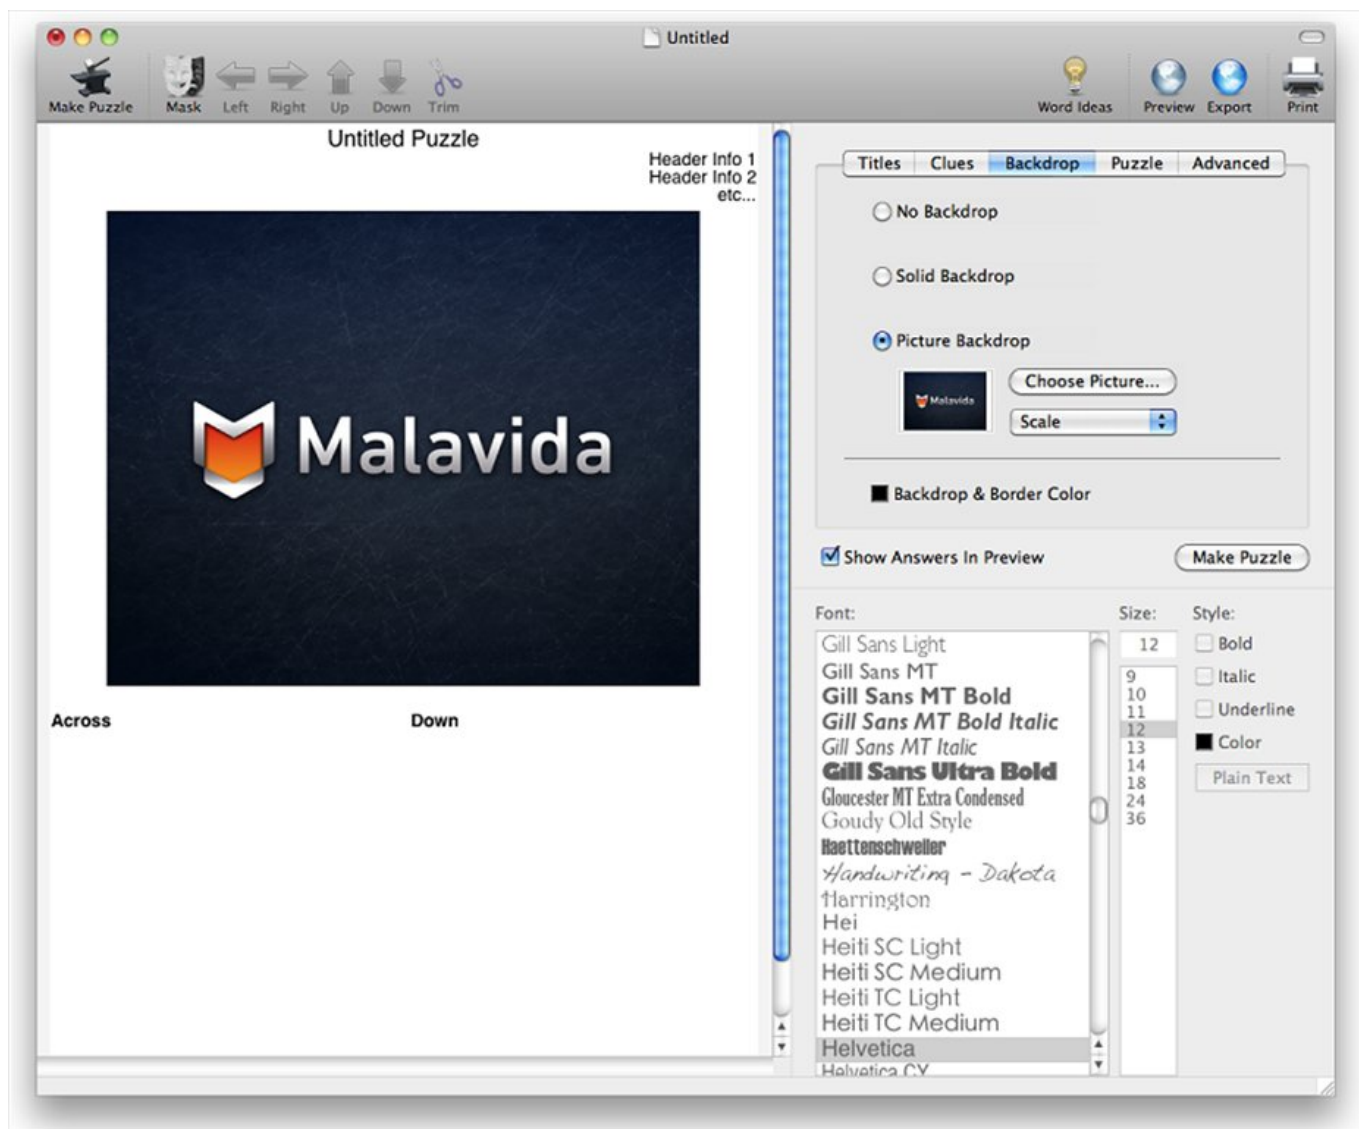 Untitled
Make Puzzle Mask Left Right Up Down Trim Word Ideas Preview Export Print
Untitled Puzzle
Header Info 1
Header Info 2
etc...
Malavida
Across Down
Titles Clues Backdrop Puzzle Advanced
No Backdrop
Solid Backdrop
Picture Backdrop
Malavida
Choose Picture...
Scale
Backdrop & Border Color
Show Answers In Preview Make Puzzle
Font: Size: Style:
Gill Sans Light
Gill Sans MT
Gill Sans MT Bold
Gill Sans MT Bold Italic
Gill Sans MT Italic
Gill Sans Ultra Bold
Gloucester MT Extra Condensed
Goudy Old Style
Haettenschweiler
Handwriting - Dakota
Harrington
Hei
Heiti SC Light
Heiti SC Medium
Heiti TC Light
Heiti TC Medium
Helvetica
Helvetica CY
12
9
10
11
12
13
14
18
24
36
Bold
Italic
Underline
Color
Plain Text